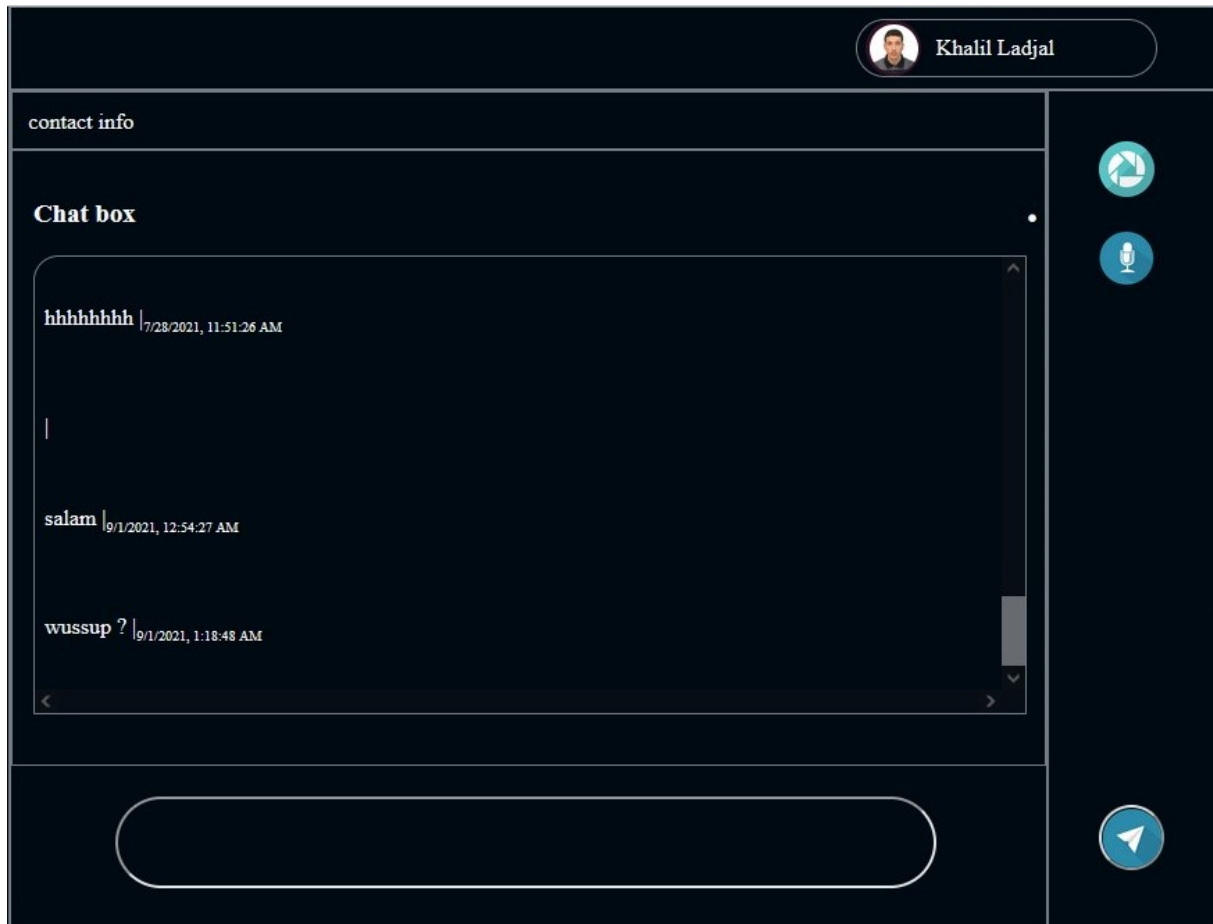 Khalil Ladjal
contact info
Chat box
hhhhhhhh |7/28/2021, 11:51:26 AM
|
salam |9/1/2021, 12:54:27 AM
wussup ? |9/1/2021, 1:18:48 AM